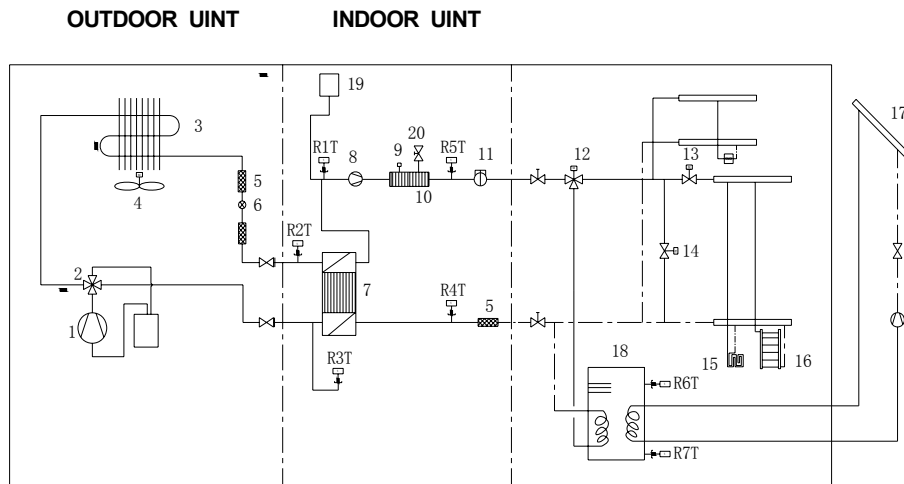 OUTDOOR UINT INDOOR UINT
19
17
3
20
R1T 8 9 R5T 11 12 13
5
4 10
6
R2T
14
2
7
R4T
5
1
18 15 16
R3T
R6T
R7T